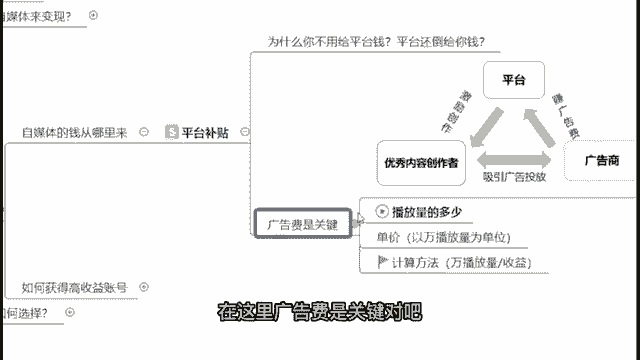 自媒体来变现？
为什么你不用给平台钱？平台还倒给你钱？
平台
赚广告费
自媒体的钱从哪里来
平台补贴
优秀内容创作者
广告商
吸引广告投放
播放量的多少
广告费是关键
单价（以万播放量为单位）
计算方法（万播放量/收益）
如何获得高收益账号
如何选择？
在这里广告费是关键对吧